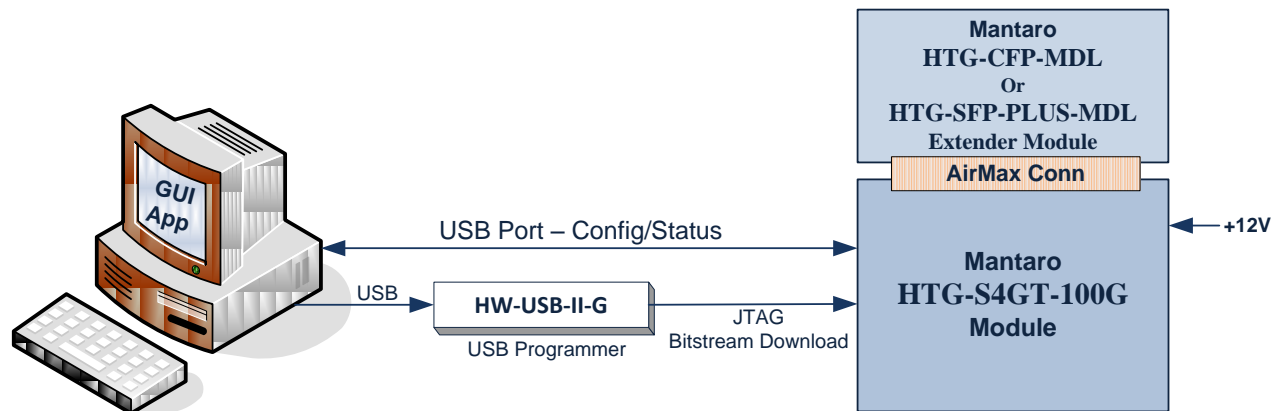 Mantaro
HTG-CFP-MDL
Or
HTG-SFP-PLUS-MDL
Extender Module
AirMax Conn
GUI
App
USB Port – Config/Status
+12V
Mantaro
HTG-S4GT-100G
Module
USB
HW-USB-II-G
USB Programmer
JTAG
Bitstream Download